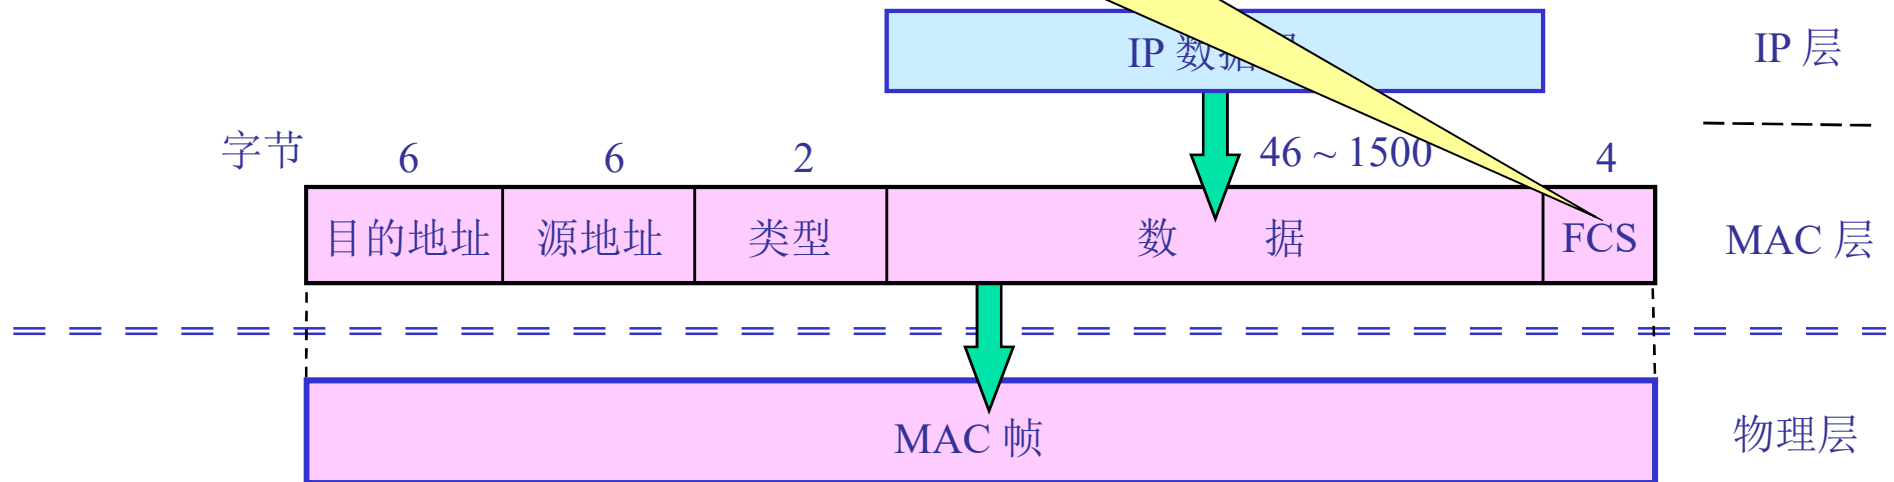 IP 数据
IP 层
字节 6 6 2 46 ~ 1500 4
目的地址 源地址 类型 数 据 FCS MAC 层
MAC 帧 物理层